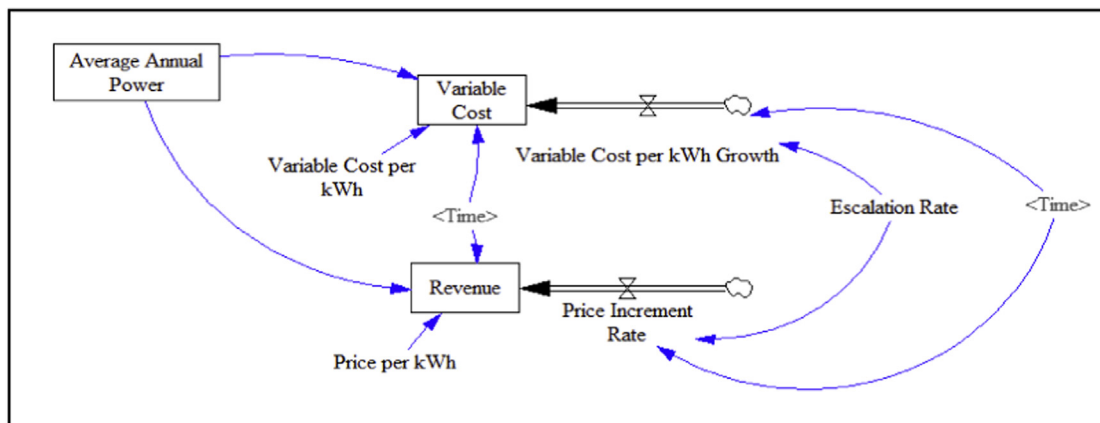 Average Annual
Power
Variable
Cost
Variable Cost per
kWh
Variable Cost per kWh Growth
<Time>
Escalation Rate
<Time>
Revenue
Price Increment
Rate
Price per kWh